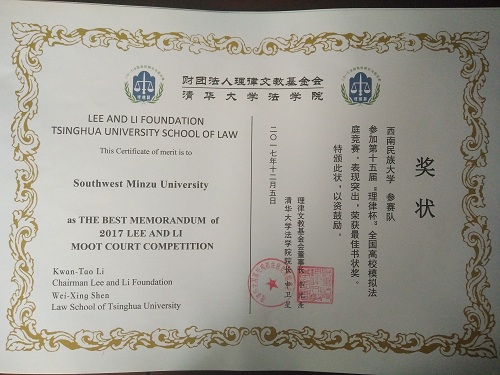 财团法人理律文教基金会
清华大学法学院
LEE AND LI FOUNDATION
TSINGHUA UNIVERSITY SCHOOL OF LAW
This Certificate of merit is to
Southwest Minzu University
as THE BEST MEMORANDUM of
2017 LEE AND LI
MOOT COURT COMPETITION
Kwan-Tao Li
Chairman Lee and Li Foundation
Wei-Xing Shen
Law School of Tsinghua University
奖状
西南民族大学 参赛队
参加第十五届“理律杯”全国高校模拟法
庭竞赛,表现突出,荣获最佳书状奖。
特颁此状,以资鼓励。
理律文教基金会董事长
清华大学法学院院长 申卫星
二〇一七年十二月五日